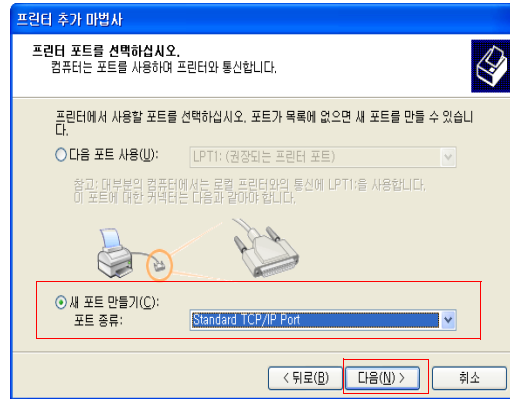 프린터 추가 마법사
프린터 포트를 선택하십시오.
컴퓨터는 포트를 사용하여 프린터와 통신합니다.
프린터에서 사용할 포트를 선택하십시오. 포트가 목록에 없으면 새 포트를 만들 수 있습니
다.
다음 포트 사용(U):
LPT1: (권장되는 프린터 포트)
참고: 대부분의 컴퓨터에서는 로컬 프린터와의 통신에 LPT1:을 사용합니다.
이 포트에 대한 커넥터는 다음과 같아야 합니다.
새 포트 만들기(C):
포트 종류:
Standard TCP/IP Port
< 뒤로(B)
다음(N) >
취소